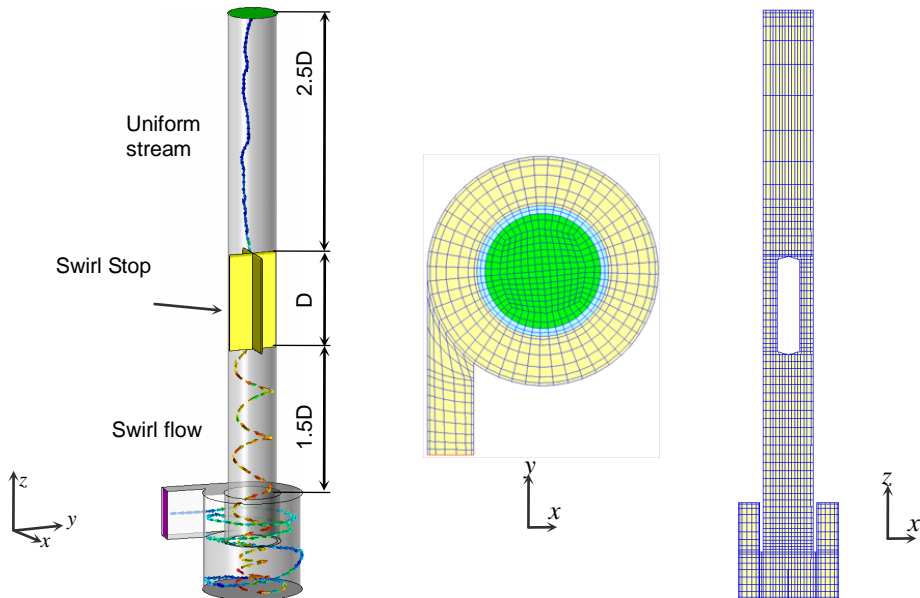 2.5D
Uniform
stream
Swirl Stop
D
Swirl flow
1.5D
z
y
x
y
x
z
x